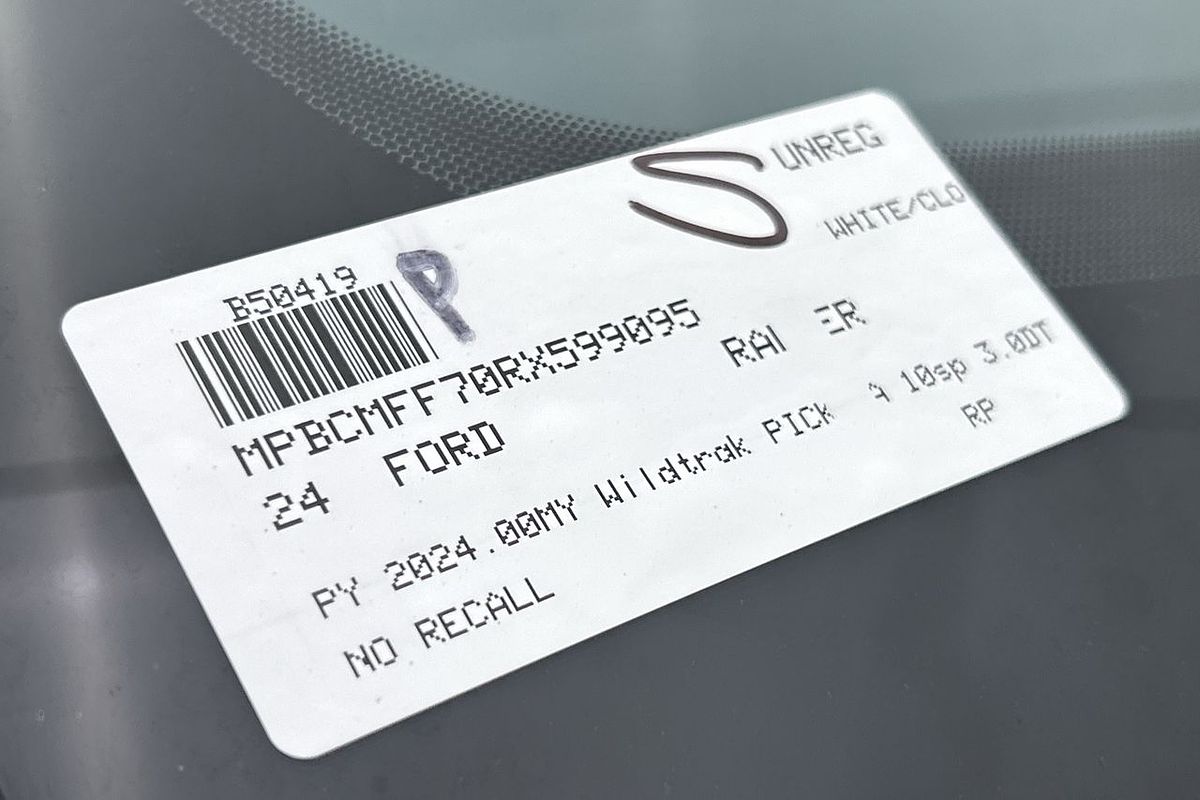 S UNREG
WHITE/CLO
B50419 P
MPBCMFF70RX599095
24 FORD
PY 2024.00MY Wildtrak PICK 10sp 3.0DT
RP
NO RECALL